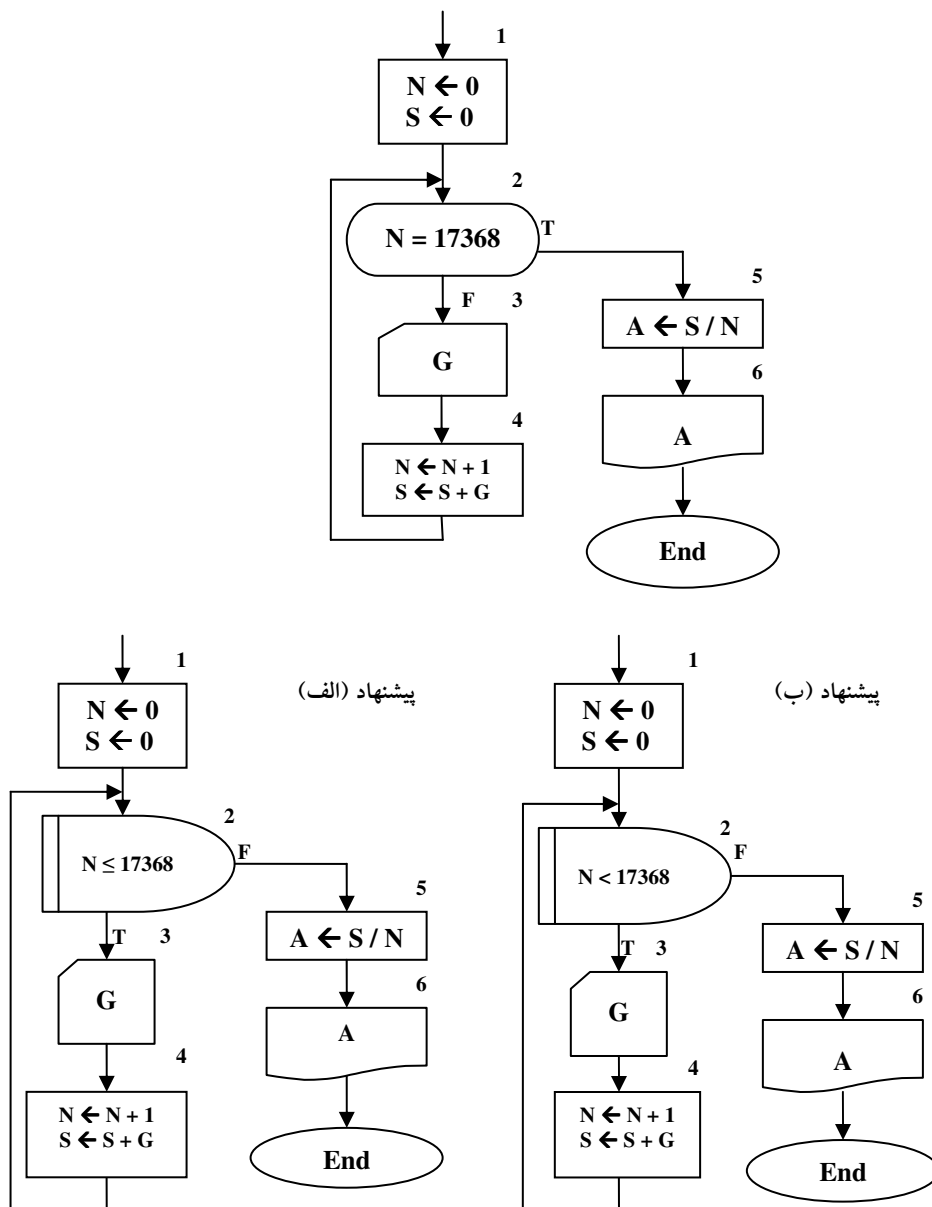 1
N ← 0
S ← 0
2
N = 17368
T
F
3
5
G
A ← S / N
6
4
A
N ← N + 1
S ← S + G
End
1
پیشنهاد (الف)
N ← 0
S ← 0
2
N ≤ 17368
F
T
3
5
G
A ← S / N
6
4
A
N ← N + 1
S ← S + G
End
1
پیشنهاد (ب)
N ← 0
S ← 0
2
N < 17368
F
T
3
5
G
A ← S / N
6
4
A
N ← N + 1
S ← S + G
End